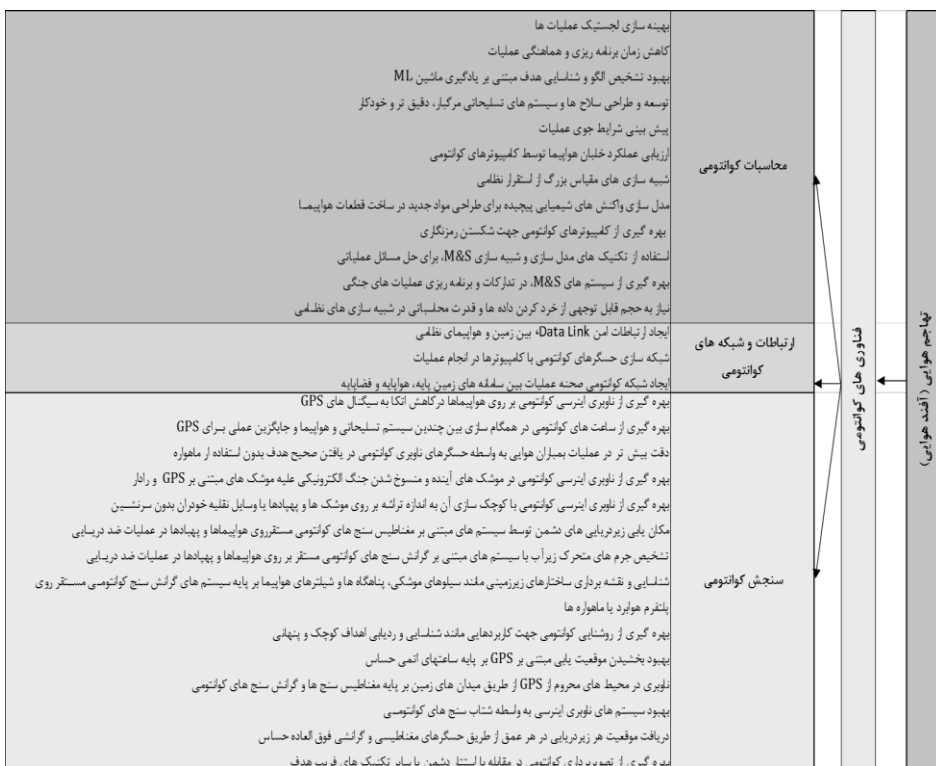 تهاجم هوایی (آفند هوایی)
فناوری های کوانتومی
محاسبات کوانتومی
بهینه سازی لجستیک عملیات ها
کاهش زمان برنامه ریزی و هماهنگی عملیات
بهبود تشخیص الگو و شناسایی هدف مبتنی بر یادگیری ماشین ML
توسعه و طراحی سلاح ها و سیستم های تسلیحاتی مرگبار، دقیق تر و خودکار
پیش بینی شرایط جوی عملیات
ارزیابی عملکرد خلبان هواپیما توسط کامپیوترهای کوانتومی
شبیه سازی های مقیاس بزرگ از استقرار نظامی
مدل سازی واکنش های شیمیایی پیچیده برای طراحی مواد جدید در ساخت قطعات هواپیما
بهره گیری از کامپیوترهای کوانتومی جهت شکستن رمزنگاری
استفاده از تکنیک های مدل سازی و شبیه سازی M&S، برای حل مسائل عملیاتی
بهره گیری از سیستم های M&S، در تدارکات و برنامه ریزی عملیات های جنگی
نیاز به حجم قابل توجهی از خرد کردن داده ها و قدرت محاسباتی در شبیه سازی های نظامی
ارتباطات و شبکه های
کوانتومی
ایجاد ارتباطات امن Data Link، بین زمین و هواپیمای نظامی
شبکه سازی حسگرهای کوانتومی با کامپیوترها در انجام عملیات
ایجاد شبکه کوانتومی صحنه عملیات بین سامانه های زمین پایه، هواپایه و فضاپایه
سنجش کوانتومی
بهره گیری از ناوبری اینرسی کوانتومی بر روی هواپیماها درکاهش اتکا به سیگنال های GPS
بهره گیری از ساعت های کوانتومی در همگام سازی بین چندین سیستم تسلیحاتی و هواپیما و جایگزین عملی برای GPS
دقت بیش تر در عملیات بمباران هوایی به واسطه حسگرهای ناوبری کوانتومی در یافتن صحیح هدف بدون استفاده از ماهواره
بهره گیری از ناوبری اینرسی کوانتومی در موشک های آینده و منسوخ شدن جنگ الکترونیکی علیه موشک های مبتنی بر GPS و رادار
بهره گیری از ناوبری اینرسی کوانتومی با کوچک سازی آن به اندازه تراشه بر روی موشک ها و پهپادها یا وسایل نقلیه خودران بدون سرنشین
مکان یابی زیردریایی های دشمن توسط سیستم های مبتنی بر مغناطیس سنج های کوانتومی مستقرروی هواپیماها و پهپادها در عملیات ضد دریایی
تشخیص جرم های متحرک زیرآب با سیستم های مبتنی بر گرانش سنج های کوانتومی مستقر بر روی هواپیماها و پهپادها در عملیات ضد دریایی
شناسایی و نقشه برداری ساختارهای زیرزمینی مانند سیلوهای موشکی، پناهگاه ها و شیلترهای هواپیما بر پایه سیستم های گرانش سنج کوانتومی مستقر روی
پلتفرم هوابرد یا ماهواره ها
بهره گیری از روشنایی کوانتومی جهت کاربردهایی مانند شناسایی و ردیابی اهداف کوچک و پنهانی
بهبود بخشیدن موقعیت یابی مبتنی بر GPS بر پایه ساعتهای اتمی حساس
ناوبری در محیط های محروم از GPS از طریق میدان های زمین بر پایه مغناطیس سنج ها و گرانش سنج های کوانتومی
بهبود سیستم های ناوبری اینرسی به واسطه شتاب سنج های کوانتومی
دریافت موقعیت هر زیردریایی در هر عمق از طریق حسگرهای مغناطیسی و گرانشی فوق العاده حساس
بهره گیری از تصویربرداری کوانتومی در مقابله با استتار دشمن یا سایر تکنیک های فریب هدف